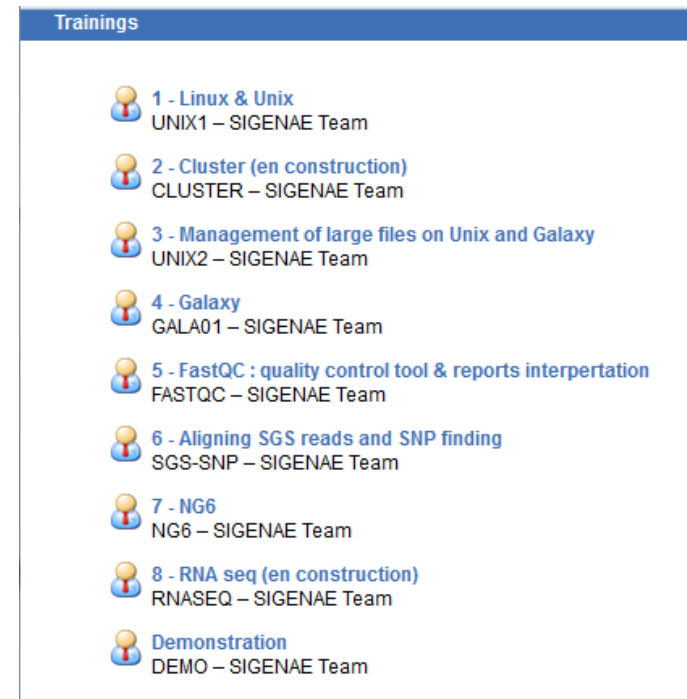 Trainings
1 - Linux & Unix
UNIX1 – SIGENAE Team
2 - Cluster (en construction)
CLUSTER – SIGENAE Team
3 - Management of large files on Unix and Galaxy
UNIX2 – SIGENAE Team
4 - Galaxy
GALA01 – SIGENAE Team
5 - FastQC : quality control tool & reports interpertation
FASTQC – SIGENAE Team
6 - Aligning SGS reads and SNP finding
SGS-SNP – SIGENAE Team
7 - NG6
NG6 – SIGENAE Team
8 - RNA seq (en construction)
RNASEQ – SIGENAE Team
Demonstration
DEMO – SIGENAE Team